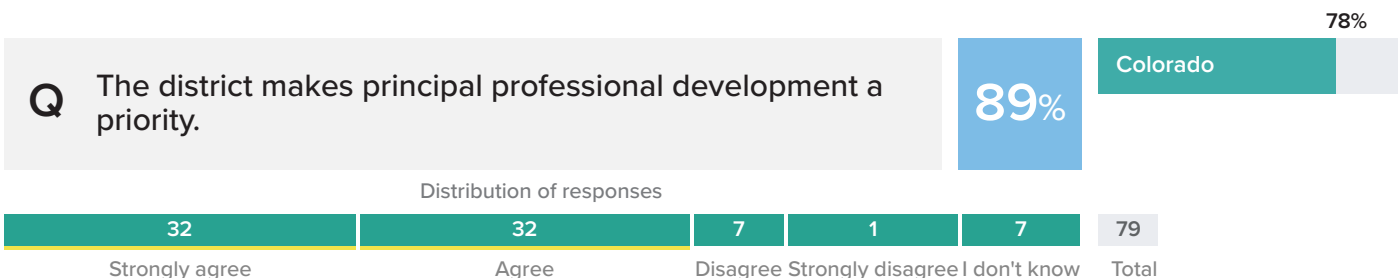 78%
Q
The district makes principal professional development a
priority.
89%
Colorado
Distribution of responses
32
32
7
1
7
79
Strongly agree
Agree
Disagree
Strongly disagree
I don't know
Total